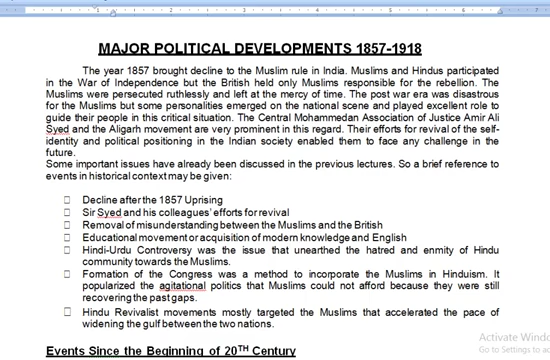 MAJOR POLITICAL DEVELOPMENTS 1857-1918
The year 1857 brought decline to the Muslim rule in India. Muslims and Hindus participated
in the War of Independence but the British held only Muslims responsible for the rebellion. The
Muslims were persecuted ruthlessly and left at the mercy of time. The post war era was disastrous
for the Muslims but some personalities emerged on the national scene and played excellent role to
guide their people in this critical situation. The Central Mohammedan Association of Justice Amir Ali
Syed and the Aligarh movement are very prominent in this regard. Their efforts for revival of the self-
identity and political positioning in the Indian society enabled them to face any challenge in the
future.
Some important issues have already been discussed in the previous lectures. So a brief reference to
events in historical context may be given:
Decline after the 1857 Uprising
Sir Syed and his colleagues' efforts for revival
Removal of misunderstanding between the Muslims and the British
Educational movement or acquisition of modern knowledge and English
Hindi-Urdu Controversy was the issue that unearthed the hatred and enmity of Hindu
community towards the Muslims.
Formation of the Congress was a method to incorporate the Muslims in Hinduism. It
popularized the agitational politics that Muslims could not afford because they were still
recovering the past gaps.
Hindu Revivalist movements mostly targeted the Muslims that accelerated the pace of
widening the gulf between the two nations.
Activate Windo
Go to Settings to ac
Events Since the Beginning of 20TH Century